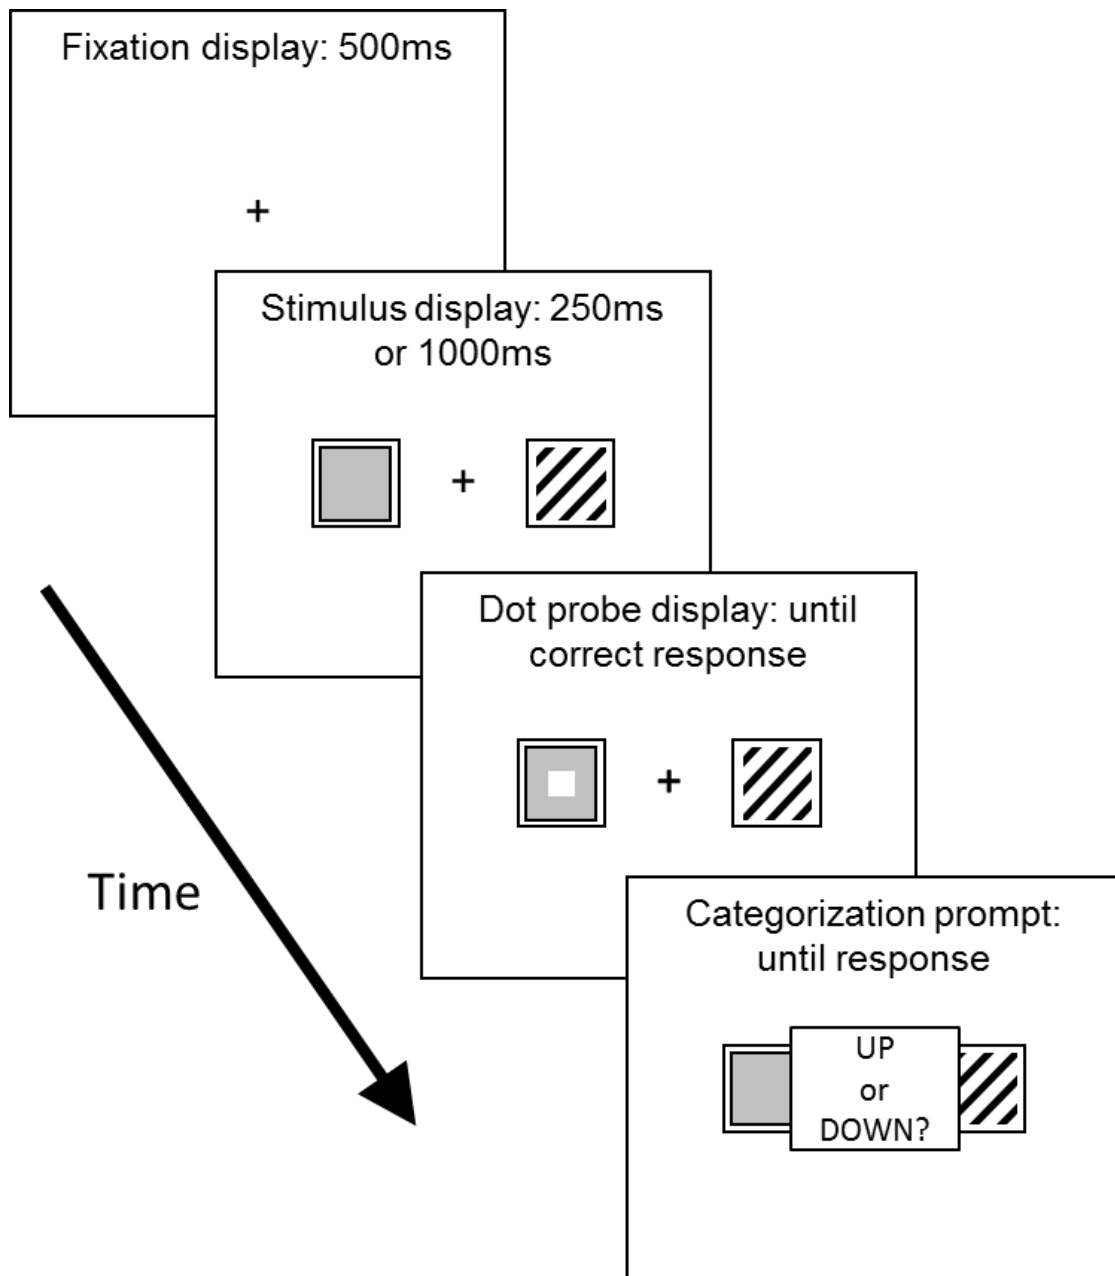 Fixation display: 500ms
+
Stimulus display: 250ms
or 1000ms
+
Dot probe display: until
correct response
+
Time
Categorization prompt:
until response
UP
or
DOWN?